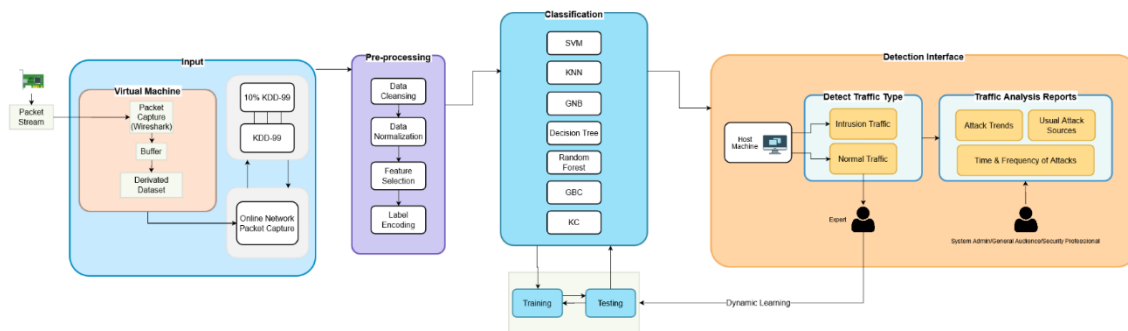 Classification
SVM
KNN
GNB
Decision Tree
Random
Forest
GBC
KC
Training
Testing
Input
Virtual Machine
Packet
Stream
Packet
Capture
(Wireshark)
Buffer
Derivated
Dataset
10% KDD-99
KDD-99
Online Network
Packet Capture
Pre-processing
Data
Cleansing
Data
Normalization
Feature
Selection
Label
Encoding
Detection Interface
Host
Machine
Detect Traffic Type
Intrusion Traffic
Normal Traffic
Traffic Analysis Reports
Attack Trends
Usual Attack
Sources
Time & Frequency of Attacks
Expert
System Admin/General Audience/Security Professional
Dynamic Learning